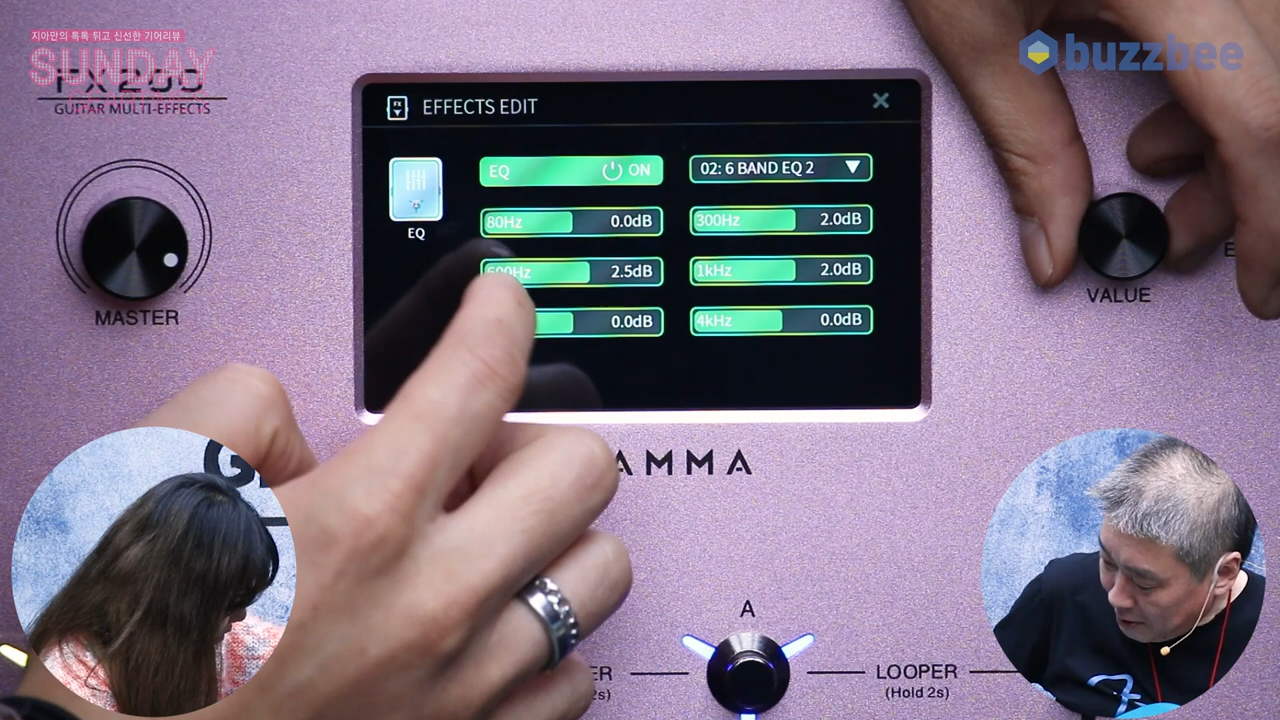 지아만의 톡톡 튀고 신선한 기어리뷰
SUNDAY
FX200
GUITAR MULTI-EFFECTS
buzzbee
EFFECTS EDIT
EQ
ON
02: 6 BAND EQ 2
80Hz 0.0dB
300Hz 2.0dB
EQ
600Hz 2.5dB
1kHz 2.0dB
0.0dB
4kHz 0.0dB
MASTER
VALUE
AMMA
A
LOOPER
(Hold 2s)